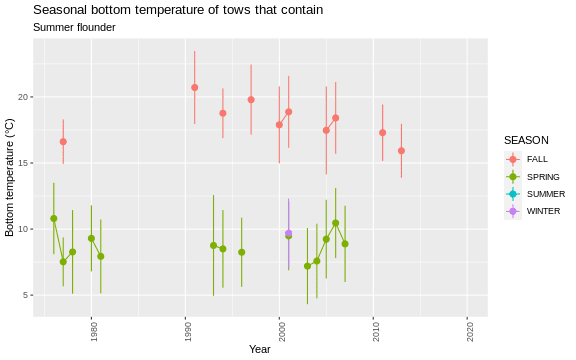 Seasonal bottom temperature of tows that contain
Summer flounder
Bottom temperature (°C)
20
15
10
5
1980
1990
2000
2010
2020
Year
SEASON
FALL
SPRING
SUMMER
WINTER